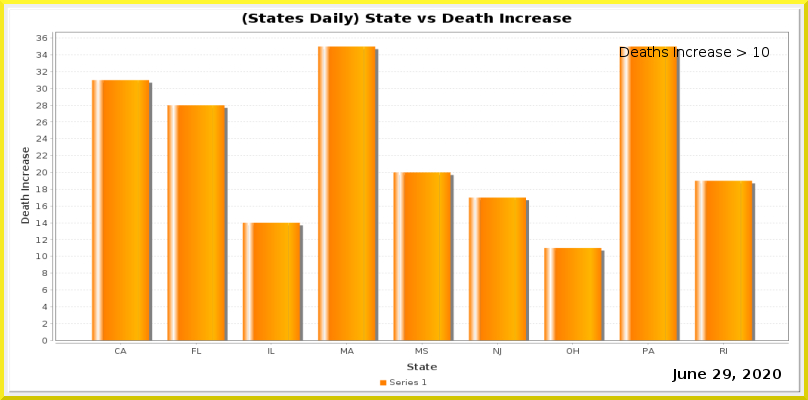 (States Daily) State vs Death Increase
Deaths Increase > 10
Death Increase
36
34
32
30
28
26
24
22
20
18
16
14
12
10
8
6
4
2
0
CA FL IL MA MS NJ OH PA RI
State
Series 1
June 29, 2020